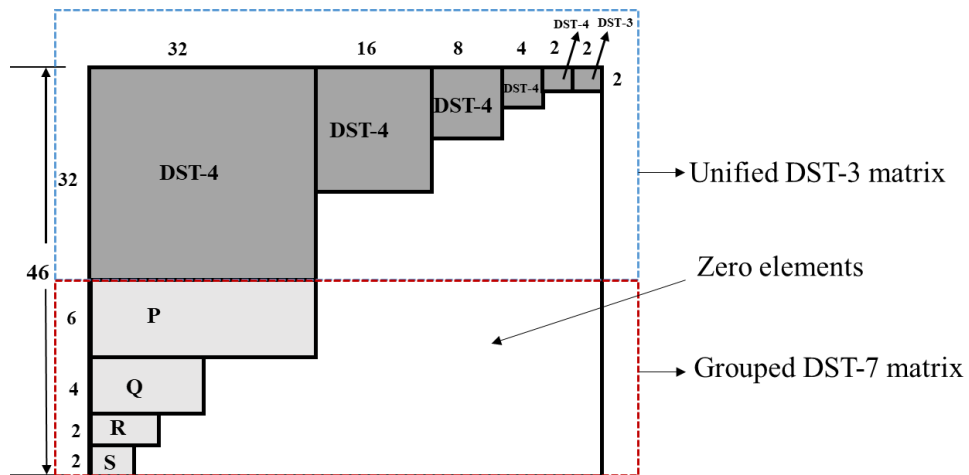 DST-4 DST-3
32 16 8 4 2 2
2
DST-4
DST-4
DST-4
DST-4
32
Unified DST-3 matrix
46
Zero elements
6 P
Grouped DST-7 matrix
4 Q
2 R
2 S